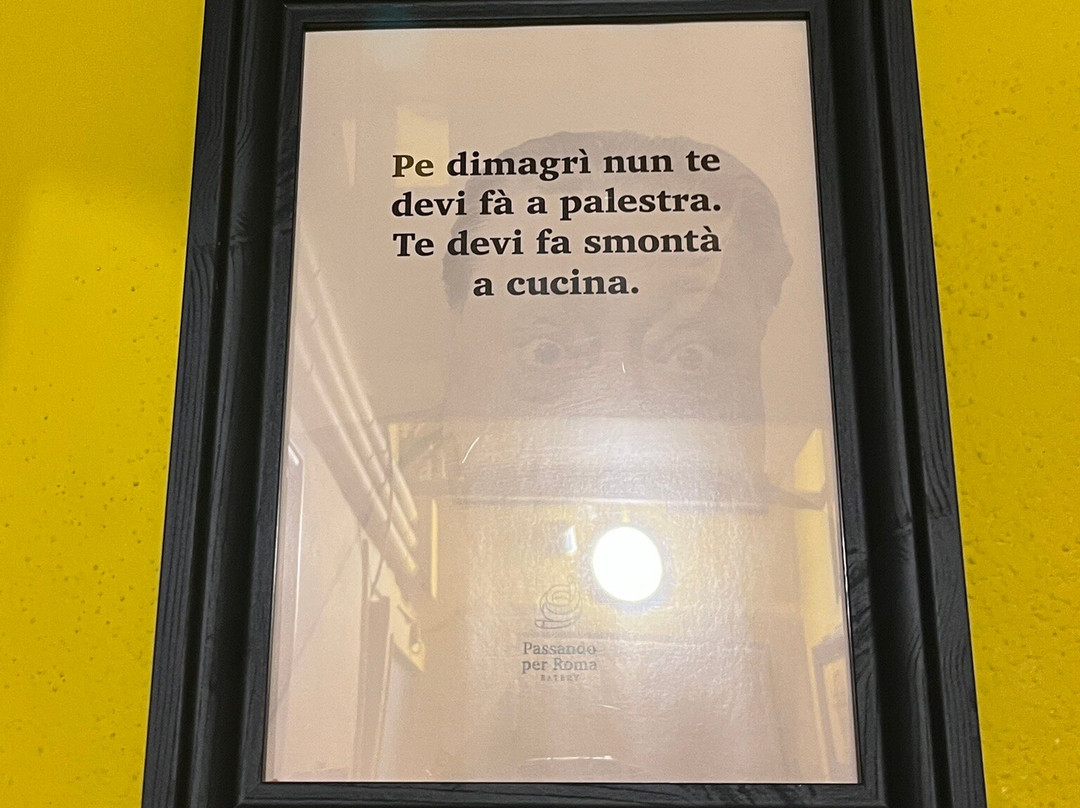 Pe dimagrì nun te
devi fà a palestra.
Te devi fa smontà
a cucina.
Passando
per Roma
EATERY